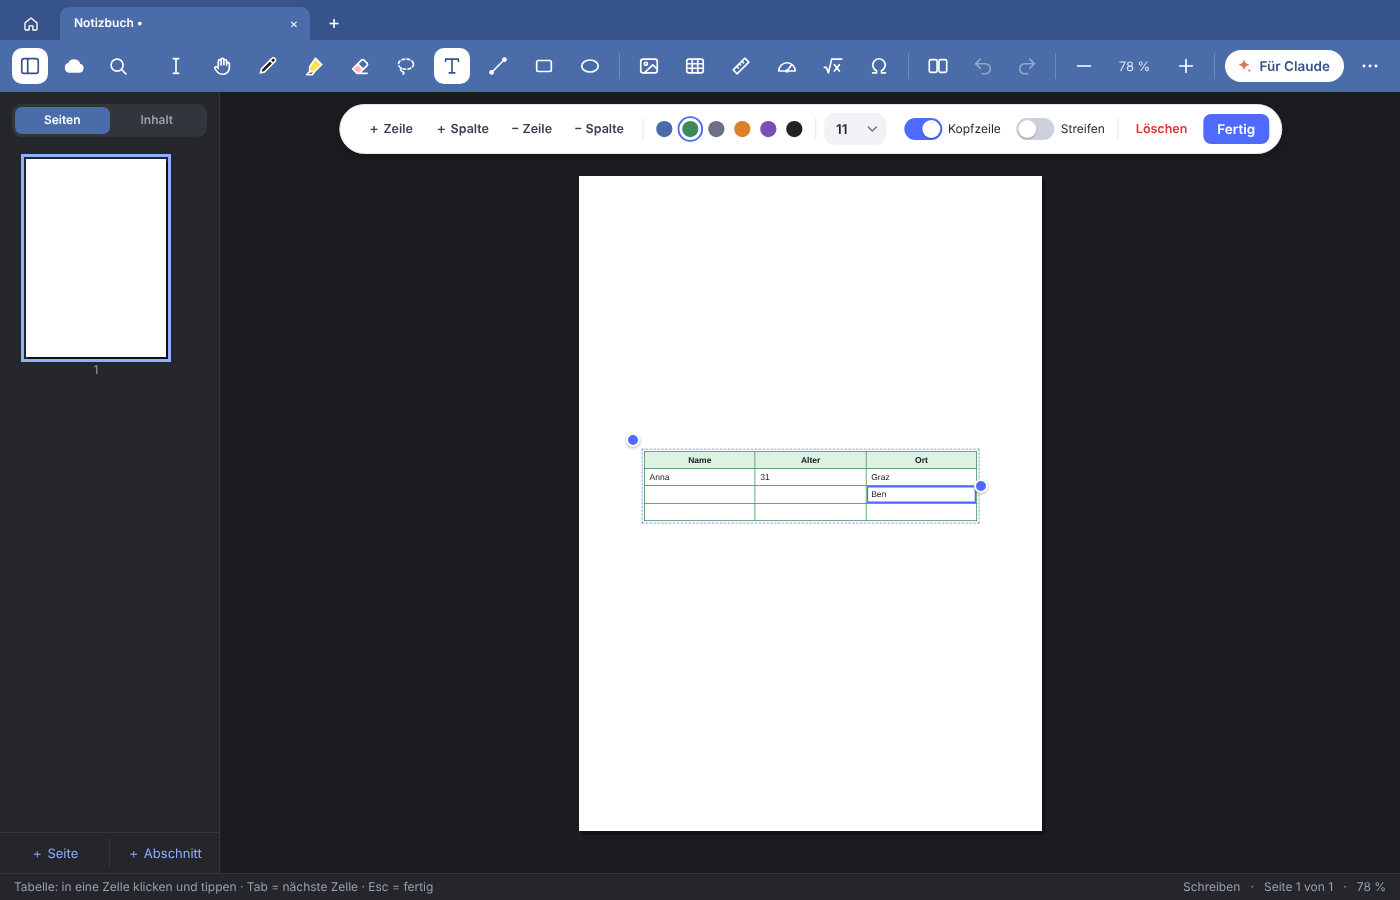 Notizbuch •
78 %
Für Claude
Seiten
Inhalt
+ Zeile
+ Spalte
− Zeile
− Spalte
11
Kopfzeile
Streifen
Löschen
Fertig
1
Name Alter Ort
Anna 31 Graz
Ben
+ Seite
+ Abschnitt
Tabelle: in eine Zelle klicken und tippen · Tab = nächste Zelle · Esc = fertig
Schreiben · Seite 1 von 1 · 78 %